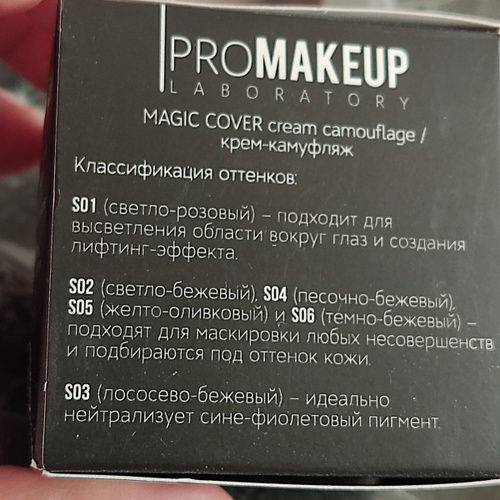 PROMAKEUP
LABORATORY
MAGIC COVER cream camouflage /
крем-камуфляж
Классификация оттенков:
S01 (светло-розовый) – подходит для
высветления области вокруг глаз и создания
лифтинг-эффекта.
S02 (светло-бежевый), S04 (песочно-бежевый),
S05 (желто-оливковый) и S06 (темно-бежевый) –
подходят для маскировки любых несовершенств
и подбираются под оттенок кожи.
S03 (лососево-бежевый) – идеально
нейтрализует сине-фиолетовый пигмент.